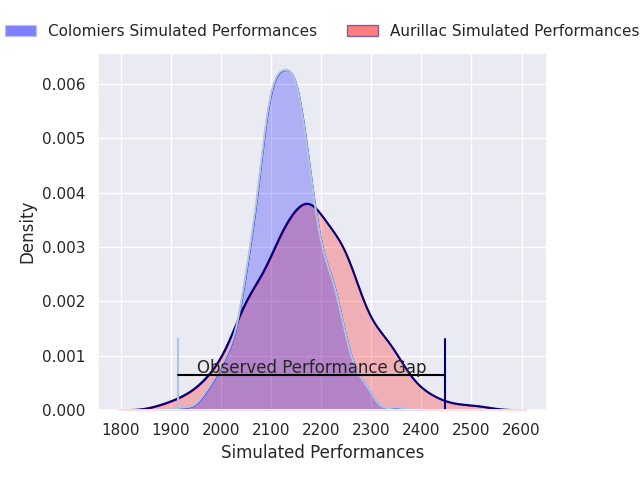 Colomiers Simulated Performances
Aurillac Simulated Performances
0.006
0.005
0.004
0.003
0.002
0.001
0.000
Density
Observed Performance Gap
1800 1900 2000 2100 2200 2300 2400 2500 2600
Simulated Performances